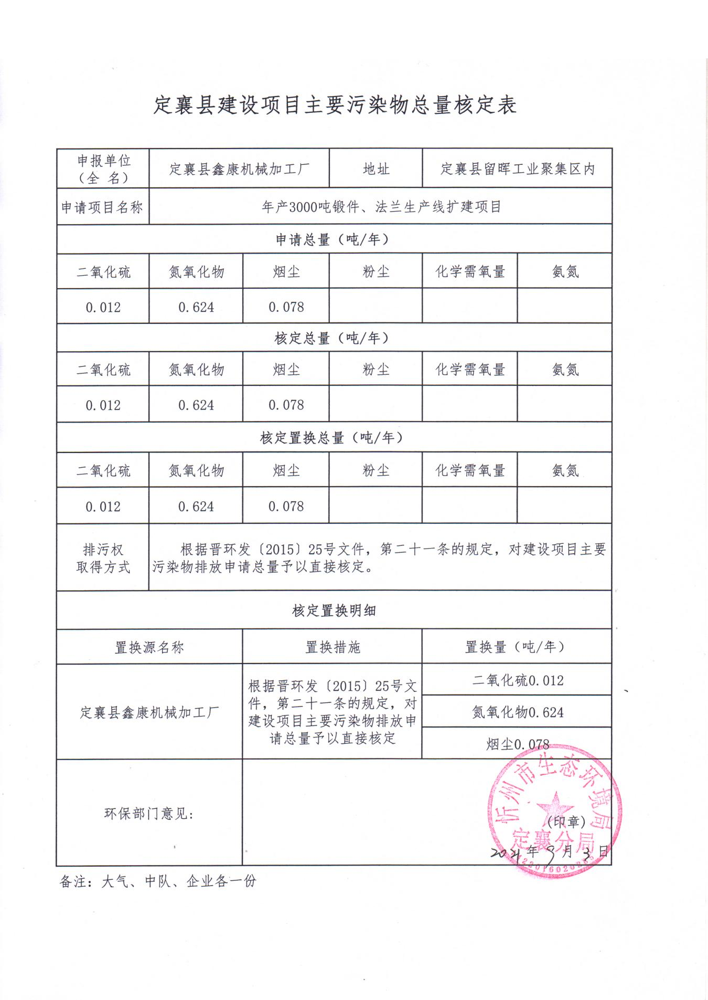 定襄县建设项目主要污染物总量核定表
申报单位
（全 名）
定襄县鑫康机械加工厂
地址
定襄县留晖工业聚集区内
申请项目名称
年产3000吨锻件、法兰生产线扩建项目
申请总量（吨/年）
二氧化硫 氮氧化物 烟尘 粉尘 化学需氧量 氨氮
0.012 0.624 0.078
核定总量（吨/年）
二氧化硫 氮氧化物 烟尘 粉尘 化学需氧量 氨氮
0.012 0.624 0.078
核定置换总量（吨/年）
二氧化硫 氮氧化物 烟尘 粉尘 化学需氧量 氨氮
0.012 0.624 0.078
排污权
取得方式
根据晋环发〔2015〕25号文件，第二十一条的规定，对建设项目主要
污染物排放申请总量予以直接核定。
核定置换明细
置换源名称 置换措施 置换量（吨/年）
定襄县鑫康机械加工厂
根据晋环发〔2015〕25号文
件，第二十一条的规定，对
建设项目主要污染物排放申
请总量予以直接核定
二氧化硫0.012
氮氧化物0.624
烟尘0.078
环保部门意见：
忻州市生态环境局
定襄分局
(印章)
2021年9月3日
备注：大气、中队、企业各一份